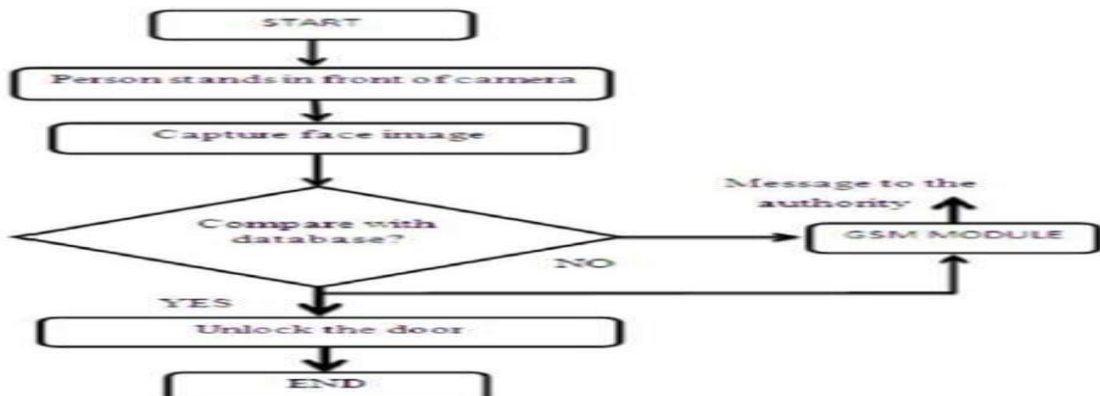 START
Person stands in front of camera
Capture face image
Compare with
database?
Message to the
authority
GSM MODULE
NO
YES
Unlock the door
END